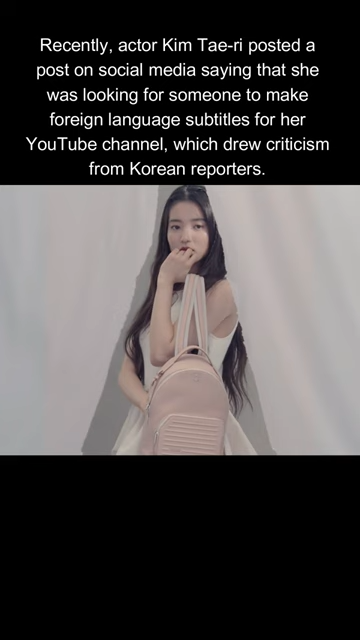 Recently, actor Kim Tae-ri posted a
post on social media saying that she
was looking for someone to make
foreign language subtitles for her
YouTube channel, which drew criticism
from Korean reporters.